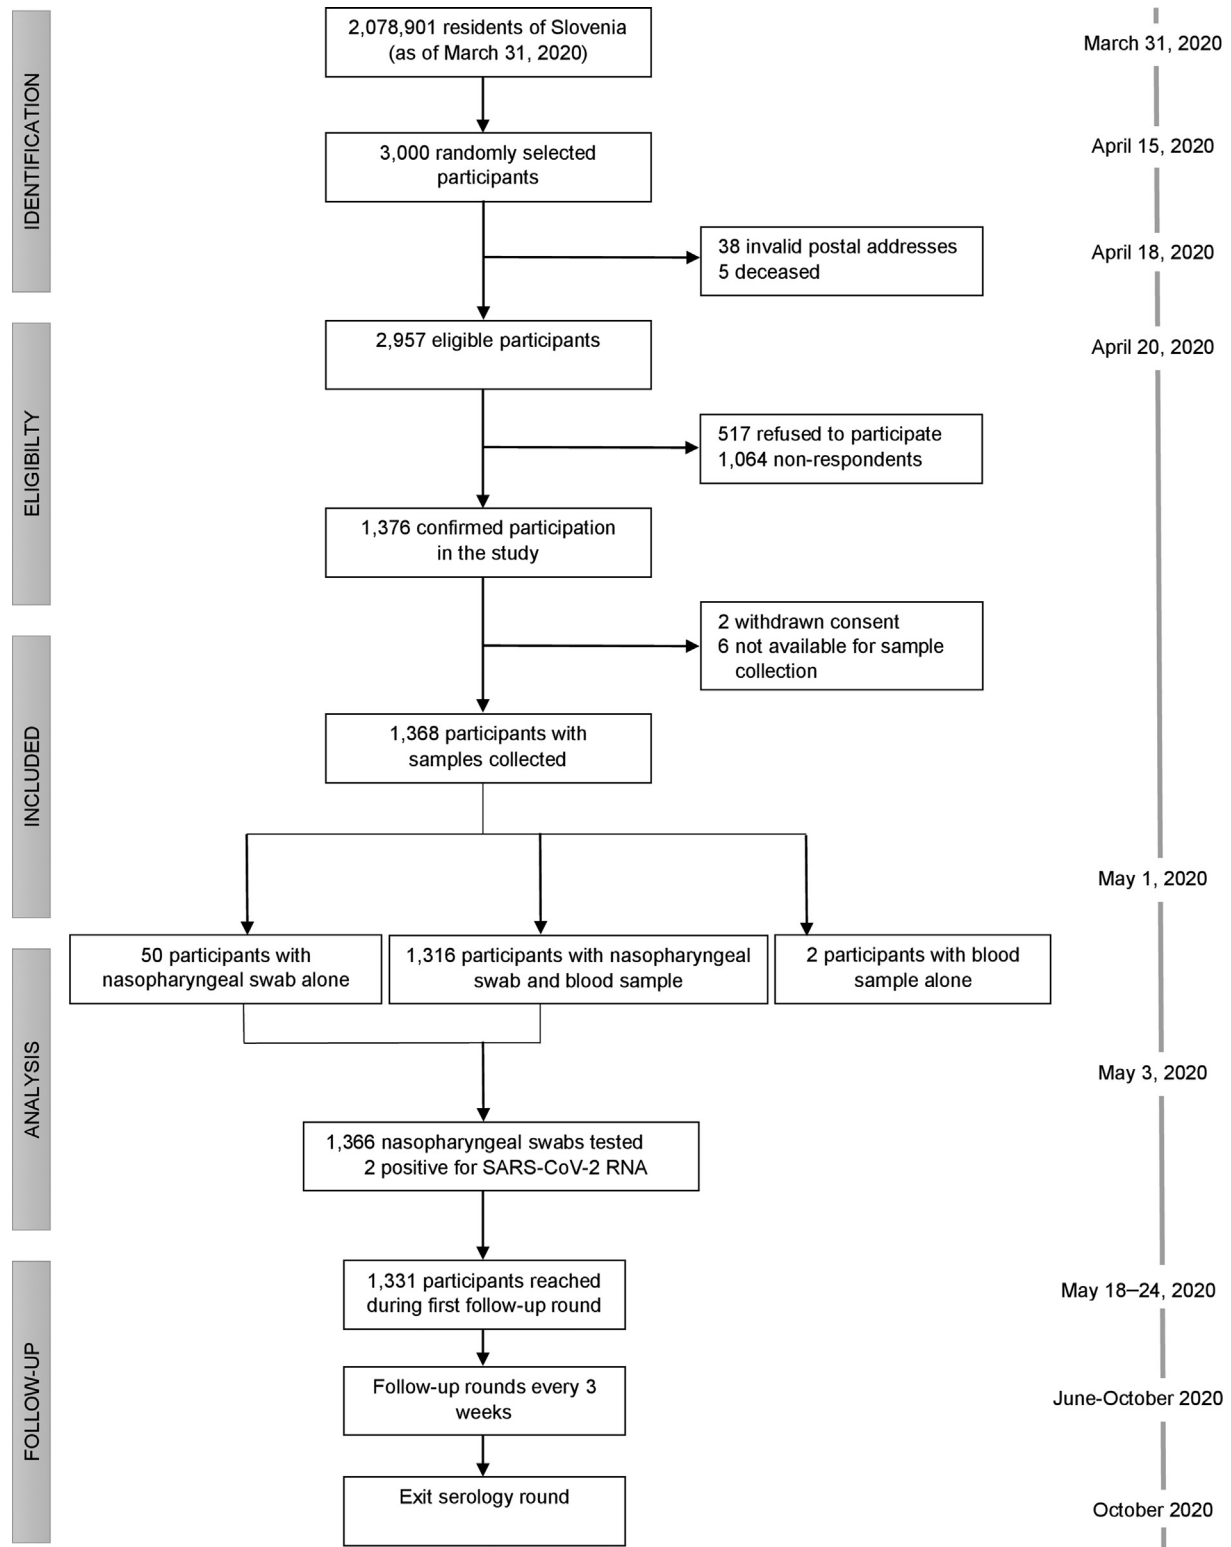 IDENTIFICATION
2,078,901 residents of Slovenia
(as of March 31, 2020)
March 31, 2020
3,000 randomly selected
participants
April 15, 2020
38 invalid postal addresses
5 deceased
April 18, 2020
ELIGIBILTY
2,957 eligible participants
April 20, 2020
517 refused to participate
1,064 non-respondents
1,376 confirmed participation
in the study
2 withdrawn consent
6 not available for sample
collection
INCLUDED
1,368 participants with
samples collected
May 1, 2020
50 participants with
nasopharyngeal swab alone
1,316 participants with nasopharyngeal
swab and blood sample
2 participants with blood
sample alone
ANALYSIS
May 3, 2020
1,366 nasopharyngeal swabs tested
2 positive for SARS-CoV-2 RNA
FOLLOW-UP
1,331 participants reached
during first follow-up round
May 18–24, 2020
Follow-up rounds every 3
weeks
June-October 2020
Exit serology round
October 2020